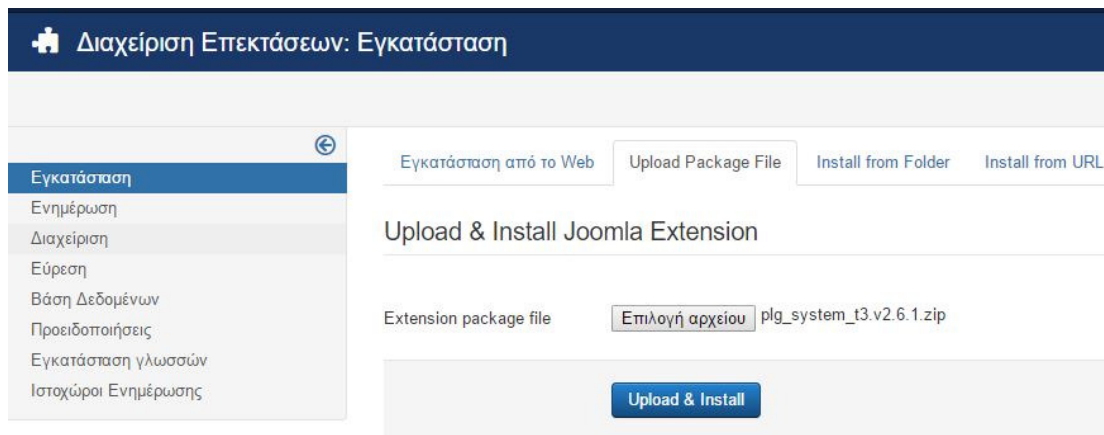 Διαχείριση Επεκτάσεων: Εγκατάσταση
Εγκατάσταση
Ενημέρωση
Διαχείριση
Εύρεση
Βάση Δεδομένων
Προειδοποιήσεις
Εγκατάσταση γλωσσών
Ιστοχώροι Ενημέρωσης
Εγκατάσταση από το Web
Upload Package File
Install from Folder
Install from URL
Upload & Install Joomla Extension
Extension package file
Επιλογή αρχείου plg_system_t3.v2.6.1.zip
Upload & Install